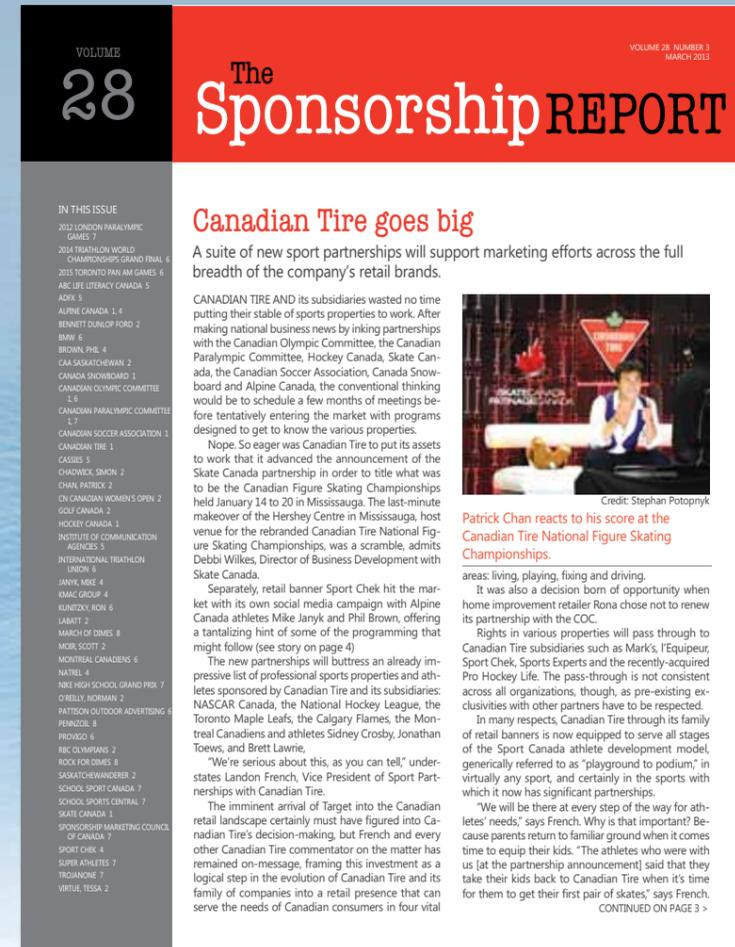 VOLUME
28
VOLUME 28 NUMBER 3
MARCH 2013
The
Sponsorship REPORT
IN THIS ISSUE
2012 LONDON PARALYMPIC
GAMES 7
2014 TRIATHLON WORLD
CHAMPIONSHIPS GRAND FINAL 6
2015 TORONTO PAN AM GAMES 6
ABC LIFE LITERACY CANADA 5
ADFX 5
ALPINE CANADA 1, 4
BENNETT DUNLOP FORD 2
BMW 6
BROWN, PHIL 4
CAA SASKATCHEWAN 2
CANADA SNOWBOARD 1
CANADIAN OLYMPIC COMMITTEE
1, 6
CANADIAN PARALYMPIC COMMITTEE
1, 7
CANADIAN SOCCER ASSOCIATION 1
CANADIAN TIRE 1
CASSIES 5
CHADWICK, SIMON 2
CHAN, PATRICK 2
CN CANADIAN WOMEN'S OPEN 2
GOLF CANADA 2
HOCKEY CANADA 1
INSTITUTE OF COMMUNICATION
AGENCIES 5
INTERNATIONAL TRIATHLON
UNION 6
JANYK, MIKE 4
KMAC GROUP 4
KUNITZKY, RON 6
LABATT 2
MARCH OF DIMES 8
MOIR, SCOTT 2
MONTREAL CANADIENS 6
NATREL 4
NIKE HIGH SCHOOL GRAND PRIX 7
O'REILLY, NORMAN 2
PATTISON OUTDOOR ADVERTISING 6
PENNZOIL 8
PROVIGO 6
RBC OLYMPIANS 2
ROCK FOR DIMES 8
SASKATCHEWANDERER 2
SCHOOL SPORT CANADA 7
SCHOOL SPORTS CENTRAL 7
SKATE CANADA 1
SPONSORSHIP MARKETING COUNCIL
OF CANADA 7
SPORT CHEK 4
SUPER ATHLETES 7
TROJANONE 7
VIRTUE, TESSA 2
Canadian Tire goes big
A suite of new sport partnerships will support marketing efforts across the full
breadth of the company's retail brands.
CANADIAN TIRE AND its subsidiaries wasted no time
putting their stable of sports properties to work. After
making national business news by inking partnerships
with the Canadian Olympic Committee, the Canadian
Paralympic Committee, Hockey Canada, Skate Can-
ada, the Canadian Soccer Association, Canada Snow-
board and Alpine Canada, the conventional thinking
would be to schedule a few months of meetings be-
fore tentatively entering the market with programs
designed to get to know the various properties.
Nope. So eager was Canadian Tire to put its assets
to work that it advanced the announcement of the
Skate Canada partnership in order to title what was
to be the Canadian Figure Skating Championships
held January 14 to 20 in Mississauga. The last-minute
makeover of the Hershey Centre in Mississauga, host
venue for the rebranded Canadian Tire National Fig-
ure Skating Championships, was a scramble, admits
Debbi Wilkes, Director of Business Development with
Skate Canada.
Separately, retail banner Sport Chek hit the mar-
ket with its own social media campaign with Alpine
Canada athletes Mike Janyk and Phil Brown, offering
a tantalizing hint of some of the programming that
might follow (see story on page 4)
The new partnerships will buttress an already im-
pressive list of professional sports properties and ath-
letes sponsored by Canadian Tire and its subsidiaries:
NASCAR Canada, the National Hockey League, the
Toronto Maple Leafs, the Calgary Flames, the Mon-
treal Canadiens and athletes Sidney Crosby, Jonathan
Toews, and Brett Lawrie,
"We're serious about this, as you can tell," under-
states Landon French, Vice President of Sport Part-
nerships with Canadian Tire.
The imminent arrival of Target into the Canadian
retail landscape certainly must have figured into Ca-
nadian Tire's decision-making, but French and every
other Canadian Tire commentator on the matter has
remained on-message, framing this investment as a
logical step in the evolution of Canadian Tire and its
family of companies into a retail presence that can
serve the needs of Canadian consumers in four vital
CANADIAN
TIRE
SKATE CANADA
PATINAGE CANADA
Credit: Stephan Potopnyk
Patrick Chan reacts to his score at the
Canadian Tire National Figure Skating
Championships.
areas: living, playing, fixing and driving.
It was also a decision born of opportunity when
home improvement retailer Rona chose not to renew
its partnership with the COC.
Rights in various properties will pass through to
Canadian Tire subsidiaries such as Mark's, l'Equipeur,
Sport Chek, Sports Experts and the recently-acquired
Pro Hockey Life. The pass-through is not consistent
across all organizations, though, as pre-existing ex-
clusivities with other partners have to be respected.
In many respects, Canadian Tire through its family
of retail banners is now equipped to serve all stages
of the Sport Canada athlete development model,
generically referred to as "playground to podium," in
virtually any sport, and certainly in the sports with
which it now has significant partnerships.
"We will be there at every step of the way for ath-
letes' needs," says French. Why is that important? Be-
cause parents return to familiar ground when it comes
time to equip their kids. "The athletes who were with
us [at the partnership announcement] said that they
take their kids back to Canadian Tire when it's time
for them to get their first pair of skates," says French.
CONTINUED ON PAGE 3 >